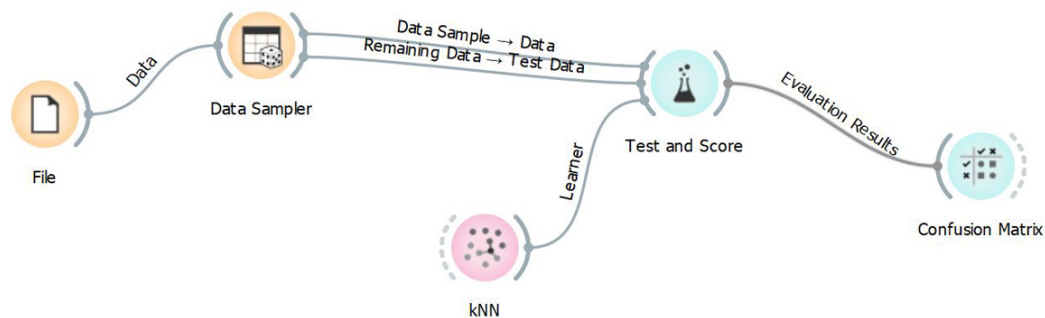 Data Sample → Data
Remaining Data → Test Data
Data
Data Sampler
File
Test and Score
Evaluation Results
Learner
Confusion Matrix
kNN